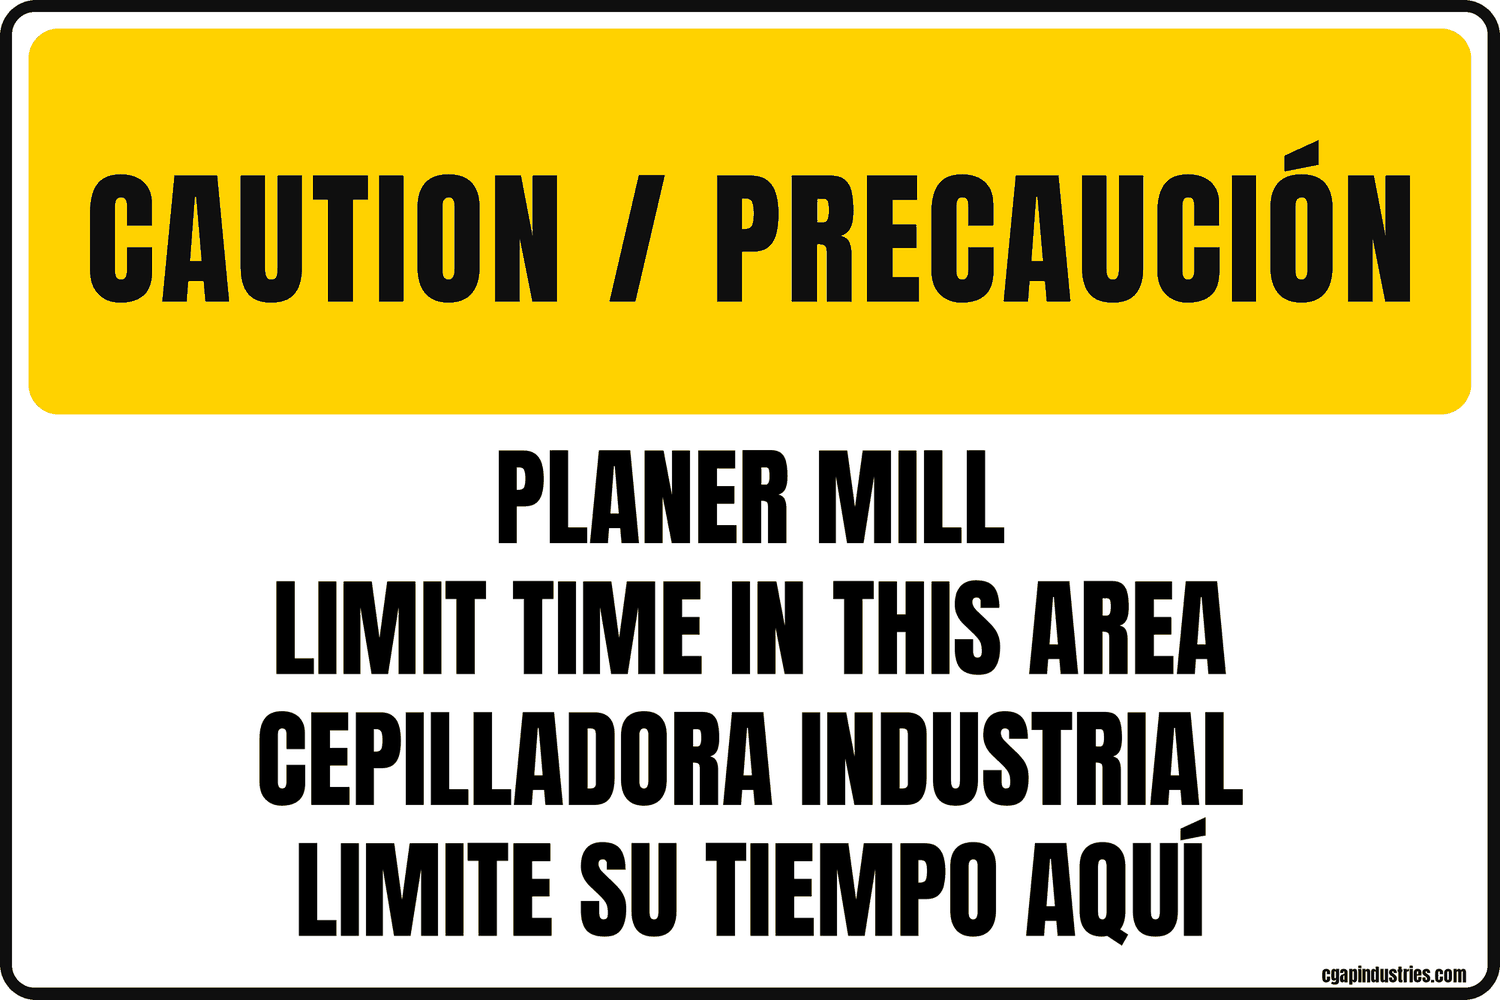 CAUTION / PRECAUCIÓN
PLANER MILL
LIMIT TIME IN THIS AREA
CEPILLADORA INDUSTRIAL
LIMITE SU TIEMPO AQUÍ
cgapindustries.com